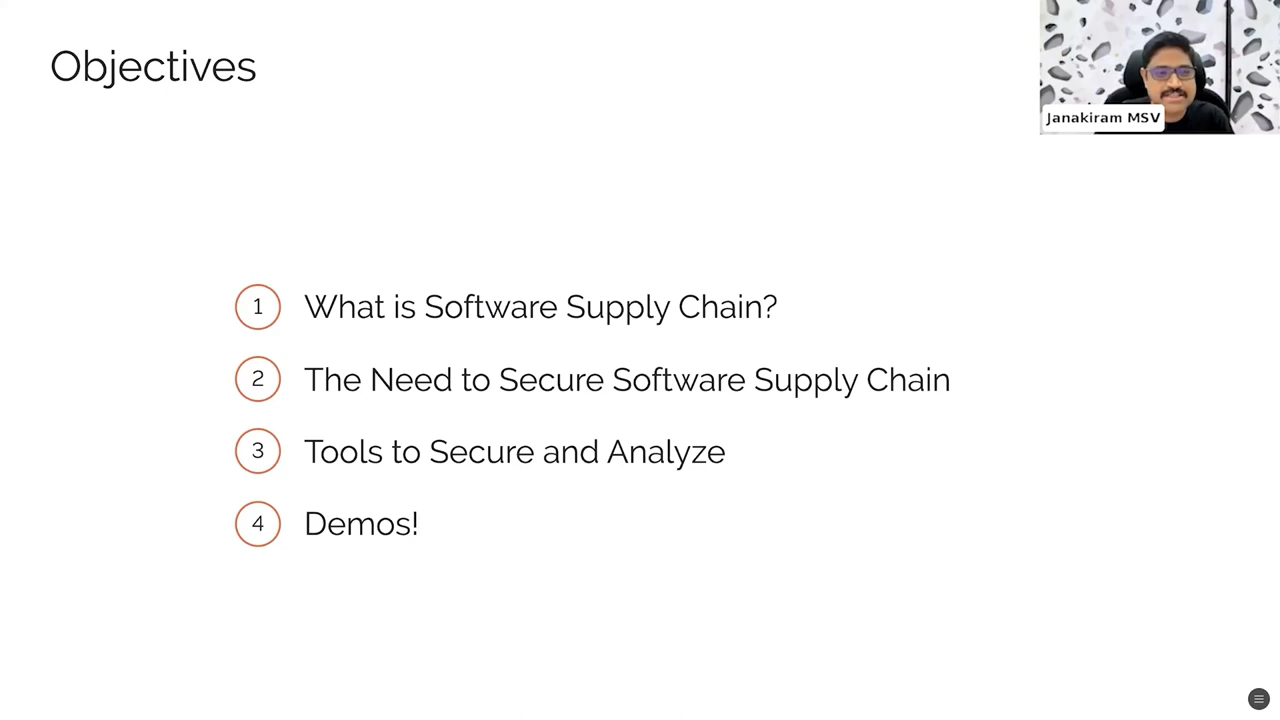 Objectives
Janakiram MSV
1 What is Software Supply Chain?
2 The Need to Secure Software Supply Chain
3 Tools to Secure and Analyze
4 Demos!